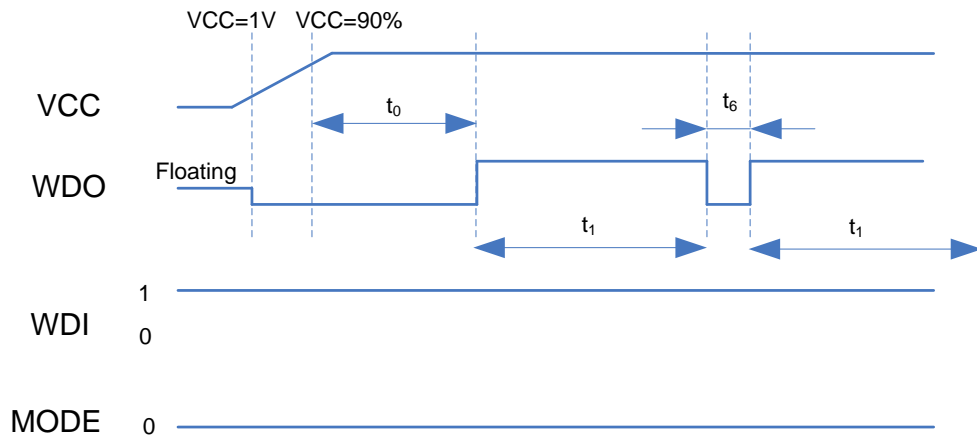 VCC=1V VCC=90%
VCC
t₀
t₆
Floating
WDO
t₁
t₁
1
WDI
0
MODE 0